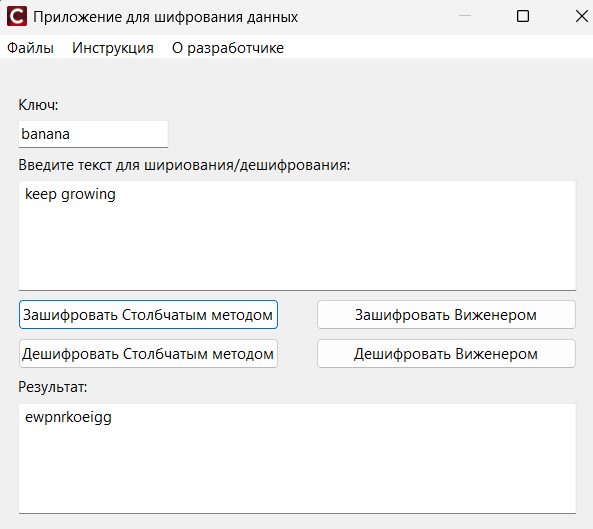 Приложение для шифрования данных
Файлы Инструкция О разработчике
Ключ:
banana
Введите текст для шириования/дешифрования:
keep growing
Зашифровать Столбчатым методом Зашифровать Виженером
Дешифровать Столбчатым методом Дешифровать Виженером
Результат:
ewpnrkoeigg